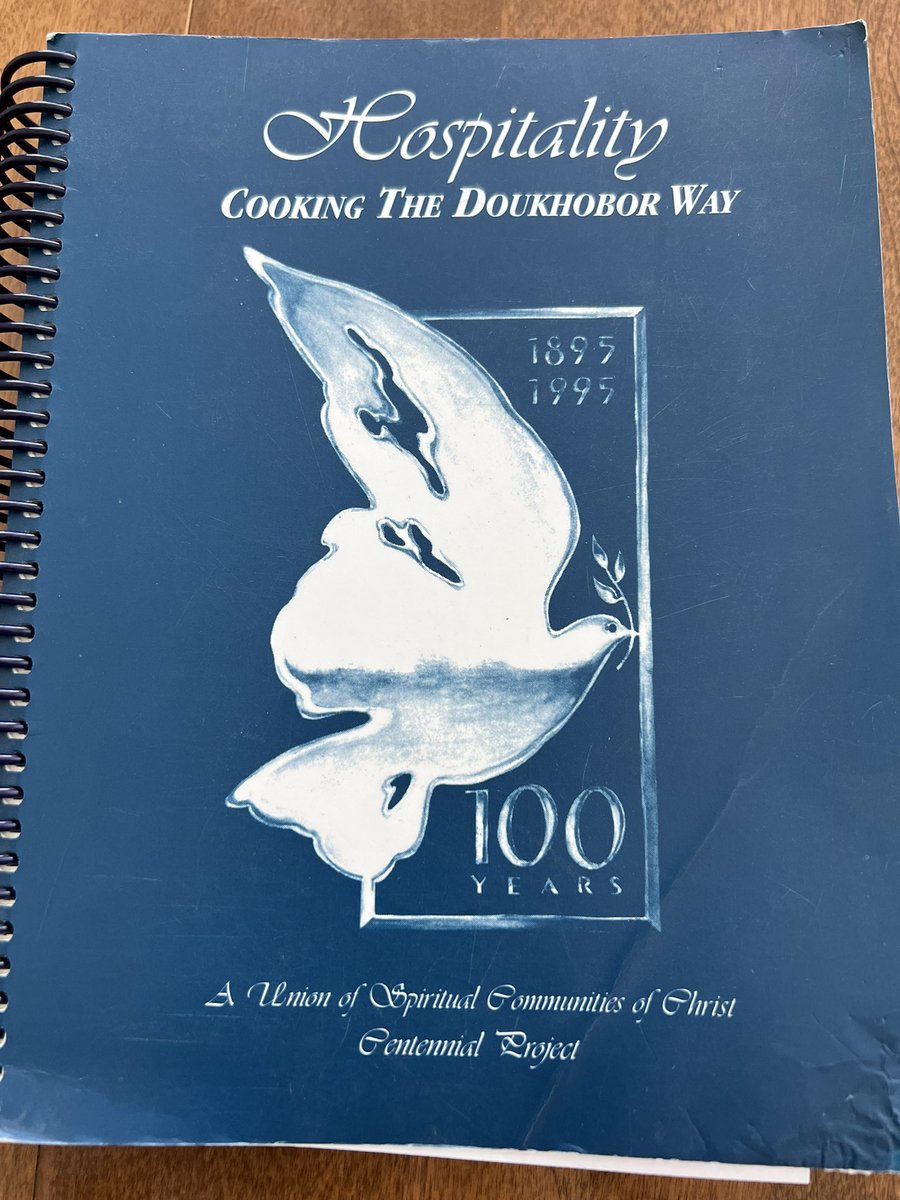 Hospitality
COOKING THE DOUKHOBOR WAY
1895
1995
100
YEARS
A Union of Spiritual Communities of Christ
Centennial Project